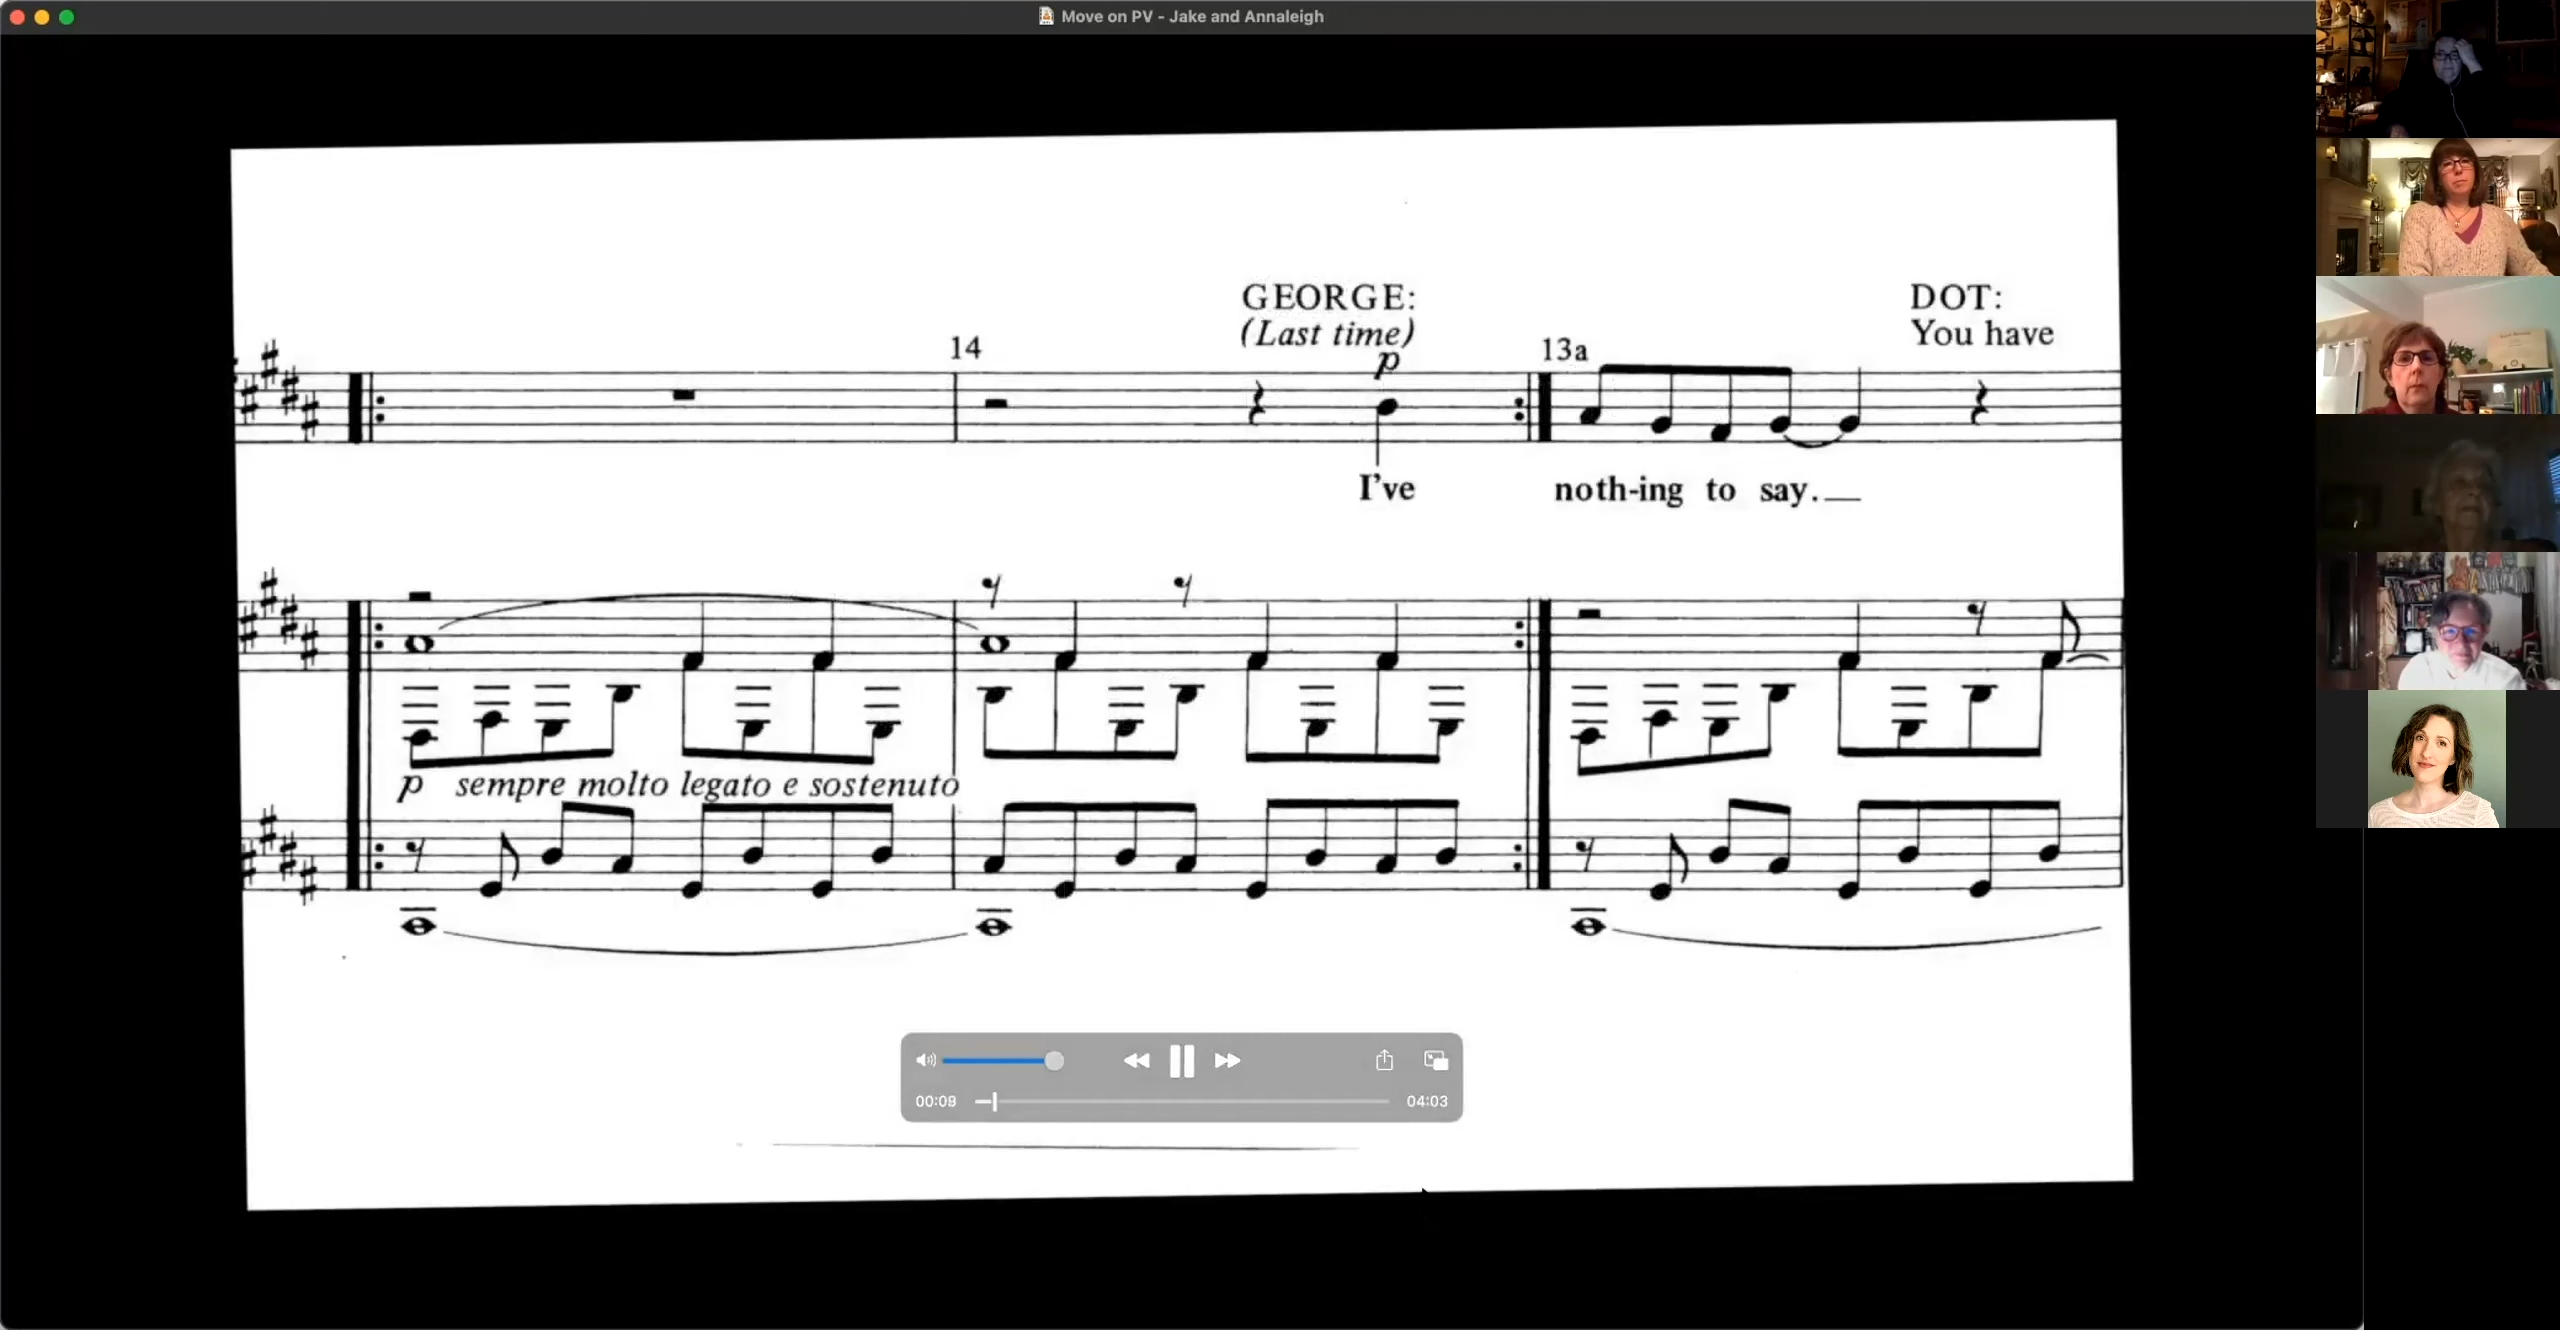 Move on PV - Jake and Annaleigh
GEORGE:
(Last time)
DOT:
You have
14
13a
p
I've noth-ing to say.
p sempre molto legato e sostenuto
00:09
04:03